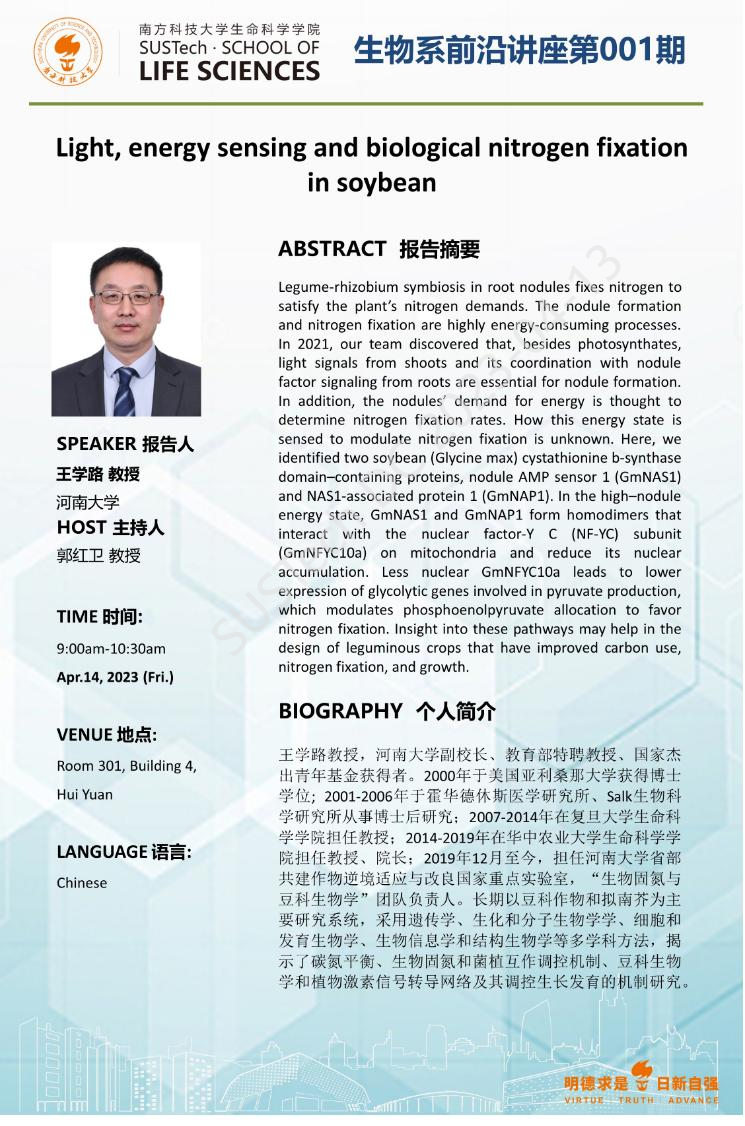 南方科技大学生命科学学院
SUSTech · SCHOOL OF
LIFE SCIENCES
生物系前沿讲座第001期
Light, energy sensing and biological nitrogen fixation
in soybean
SPEAKER 报告人
王学路 教授
河南大学
HOST 主持人
郭红卫 教授
TIME 时间:
9:00am-10:30am
Apr.14, 2023 (Fri.)
VENUE 地点:
Room 301, Building 4,
Hui Yuan
LANGUAGE 语言:
Chinese
ABSTRACT 报告摘要
Legume-rhizobium symbiosis in root nodules fixes nitrogen to
satisfy the plant’s nitrogen demands. The nodule formation
and nitrogen fixation are highly energy-consuming processes.
In 2021, our team discovered that, besides photosynthates,
light signals from shoots and its coordination with nodule
factor signaling from roots are essential for nodule formation.
In addition, the nodules’ demand for energy is thought to
determine nitrogen fixation rates. How this energy state is
sensed to modulate nitrogen fixation is unknown. Here, we
identified two soybean (Glycine max) cystathionine b-synthase
domain–containing proteins, nodule AMP sensor 1 (GmNAS1)
and NAS1-associated protein 1 (GmNAP1). In the high–nodule
energy state, GmNAS1 and GmNAP1 form homodimers that
interact with the nuclear factor-Y C (NF-YC) subunit
(GmNFYC10a) on mitochondria and reduce its nuclear
accumulation. Less nuclear GmNFYC10a leads to lower
expression of glycolytic genes involved in pyruvate production,
which modulates phosphoenolpyruvate allocation to favor
nitrogen fixation. Insight into these pathways may help in the
design of leguminous crops that have improved carbon use,
nitrogen fixation, and growth.
BIOGRAPHY 个人简介
王学路教授，河南大学副校长、教育部特聘教授、国家杰
出青年基金获得者。2000年于美国亚利桑那大学获得博士
学位; 2001-2006年于霍华德休斯医学研究所、Salk生物科
学研究所从事博士后研究；2007-2014年在复旦大学生命科
学学院担任教授；2014-2019年在华中农业大学生命科学学
院担任教授、院长；2019年12月至今，担任河南大学省部
共建作物逆境适应与改良国家重点实验室，“生物固氮与
豆科生物学”团队负责人。长期以豆科作物和拟南芥为主
要研究系统，采用遗传学、生化和分子生物学学、细胞和
发育生物学、生物信息学和结构生物学等多学科方法，揭
示了碳氮平衡、生物固氮和菌植互作调控机制、豆科生物
学和植物激素信号转导网络及其调控生长发育的机制研究。
明德求是 日新自强
VIRTUE TRUTH ADVANCE